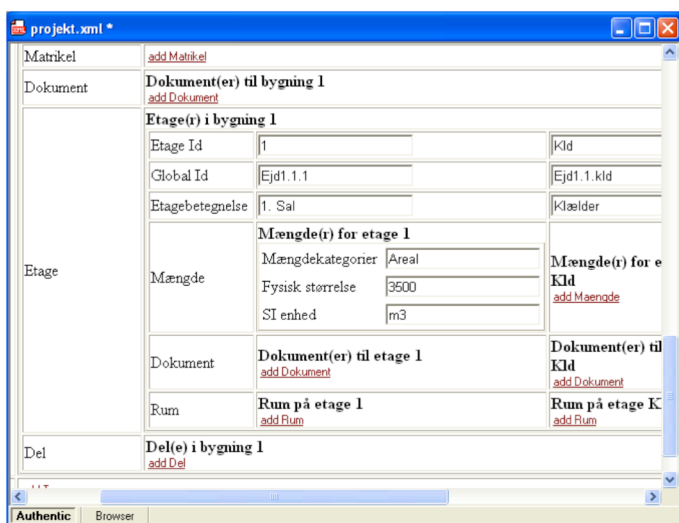 projekt.xml *
Matrikel add Matrikel
Dokument Dokument(er) til bygning 1
add Dokument
Etage(r) i bygning 1
Etage Id 1 Kld
Global Id Ejd1.1.1 Ejd1.1.kld
Etagebetegnelse 1. Sal Klælder
Etage
Mængde
Mængde(r) for etage 1
Mængdekategorier Areal
Fysisk størrelse 3500
SI enhed m3
Mængde(r) for e
Kld
add Maengde
Dokument
Dokument(er) til etage 1
add Dokument
Dokument(er) til
Kld
add Dokument
Rum
Rum på etage 1
add Rum
Rum på etage K
add Rum
Del Del(e) i bygning 1
add Del
Authentic Browser